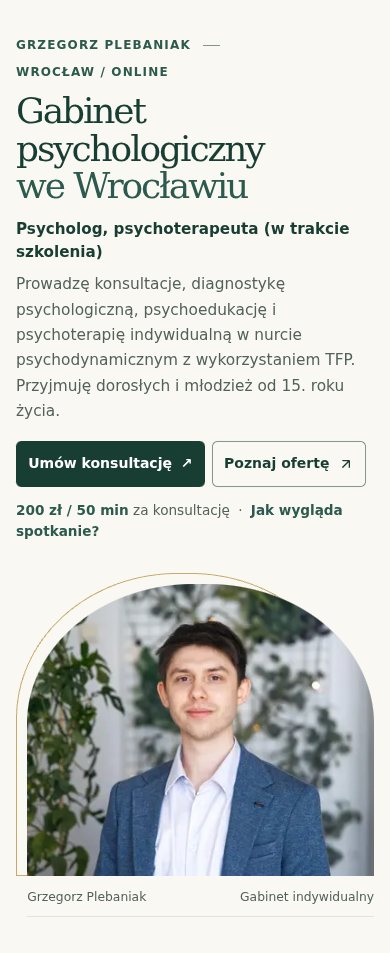 GRZEGORZ PLEBANIAK —
WROCŁAW / ONLINE
Gabinet
psychologiczny
we Wrocławiu
Psycholog, psychoterapeuta (w trakcie
szkolenia)
Prowadzę konsultacje, diagnostykę
psychologiczną, psychoedukację i
psychoterapię indywidualną w nurcie
psychodynamicznym z wykorzystaniem TFP.
Przyjmuję dorosłych i młodzież od 15. roku
życia.
Umów konsultację ↗ Poznaj ofertę ↗
200 zł / 50 min za konsultację · Jak wygląda
spotkanie?
Grzegorz Plebaniak Gabinet indywidualny